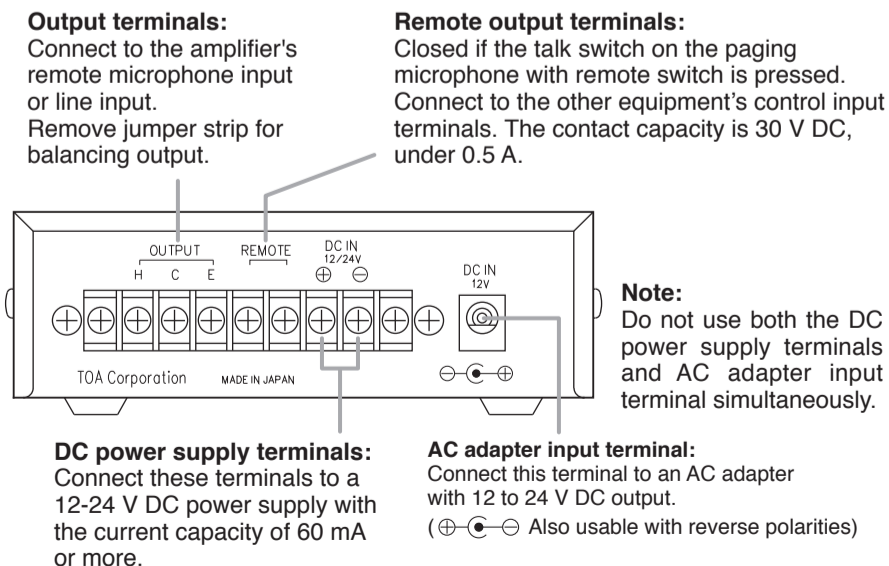 Output terminals:
Connect to the amplifier's
remote microphone input
or line input.
Remove jumper strip for
balancing output.
Remote output terminals:
Closed if the talk switch on the paging
microphone with remote switch is pressed.
Connect to the other equipment’s control input
terminals. The contact capacity is 30 V DC,
under 0.5 A.
OUTPUT
H C E
REMOTE
DC IN
12/24V
⊕ ⊖
DC IN
12V
TOA Corporation
MADE IN JAPAN
⊖ ⊕
Note:
Do not use both the DC
power supply terminals
and AC adapter input
terminal simultaneously.
DC power supply terminals:
Connect these terminals to a
12-24 V DC power supply with
the current capacity of 60 mA
or more.
AC adapter input terminal:
Connect this terminal to an AC adapter
with 12 to 24 V DC output.
(⊕ ⊖ Also usable with reverse polarities)